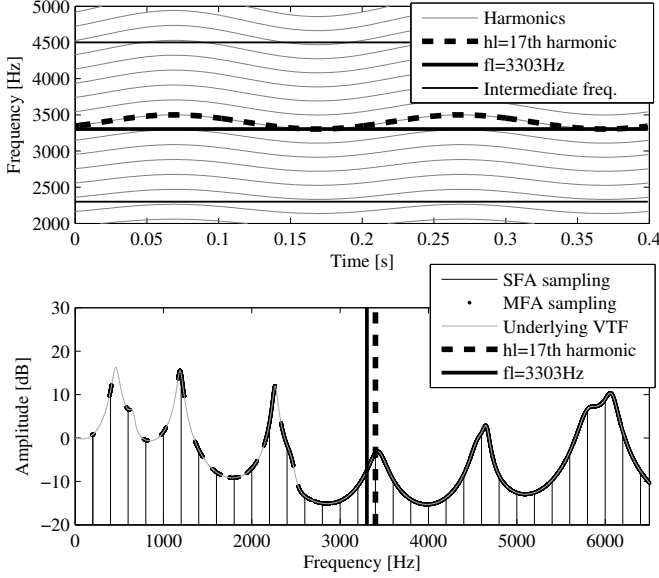 5000
4500
4000
3500
3000
2500
2000
Frequency [Hz]
Harmonics
hl=17th harmonic
fl=3303Hz
Intermediate freq.
0 0.05 0.1 0.15 0.2 0.25 0.3 0.35 0.4
Time [s]
SFA sampling
MFA sampling
Underlying VTF
hl=17th harmonic
fl=3303Hz
30
20
10
0
−10
−20
Amplitude [dB]
0 1000 2000 3000 4000 5000 6000
Frequency [Hz]